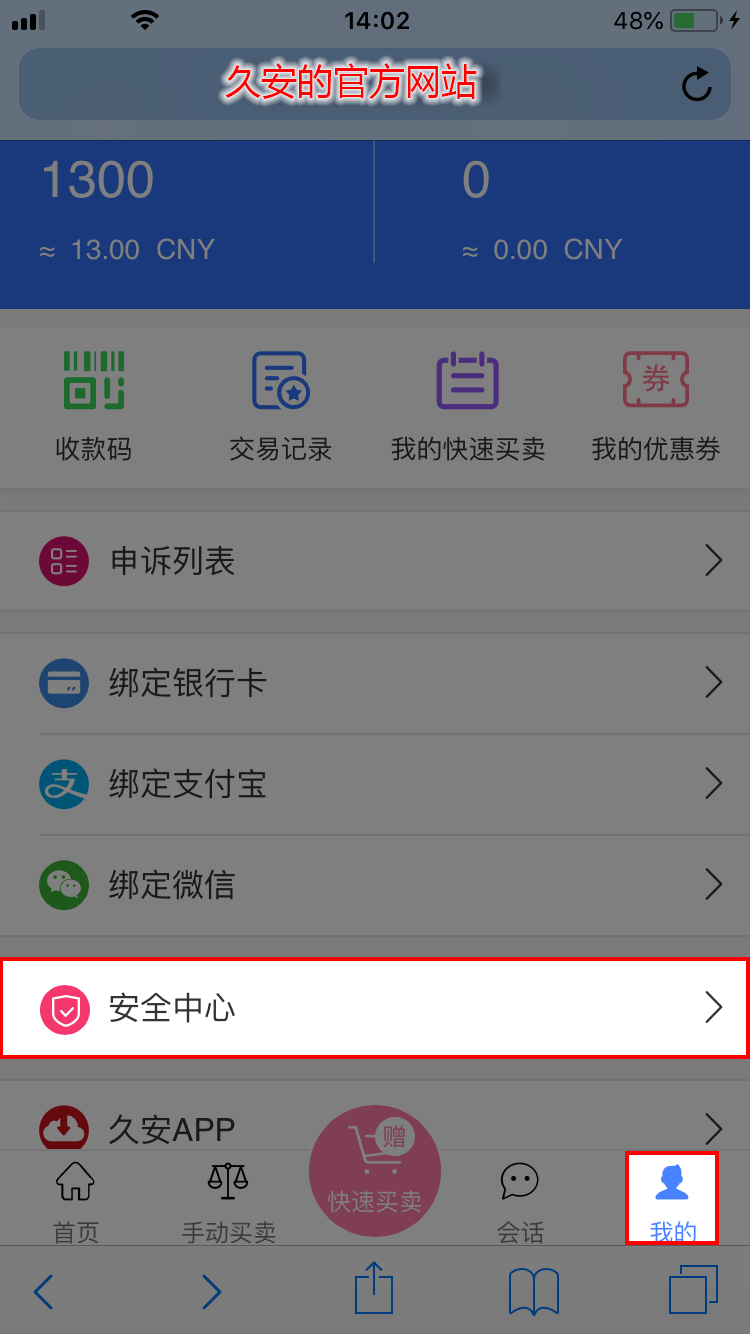 14:02 48%
久安的官方网站
1300 0
≈ 13.00 CNY ≈ 0.00 CNY
收款码 交易记录 我的快速买卖 券 我的优惠券
申诉列表
绑定银行卡
支 绑定支付宝
绑定微信
安全中心
久安APP
赠
快速买卖
首页 手动买卖 会话 我的